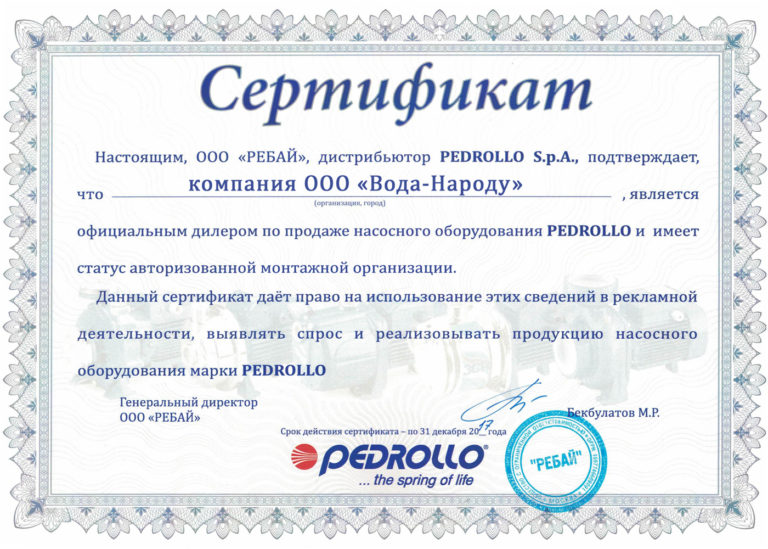 Сертификат
Настоящим, ООО «РЕБАЙ», дистрибьютор PEDROLLO S.p.A., подтверждает,
что компания ООО «Вода-Народу» , является
(организация, город)
официальным дилером по продаже насосного оборудования PEDROLLO и имеет
статус авторизованной монтажной организации.
Данный сертификат даёт право на использование этих сведений в рекламной
деятельности, выявлять спрос и реализовывать продукцию насосного
оборудования марки PEDROLLO
Генеральный директор
ООО «РЕБАЙ»
Бекбулатов М.Р.
Срок действия сертификата – по 31 декабря 2017 года
PEDROLLO®
... the spring of life
"РЕБАЙ"
МОСКВА